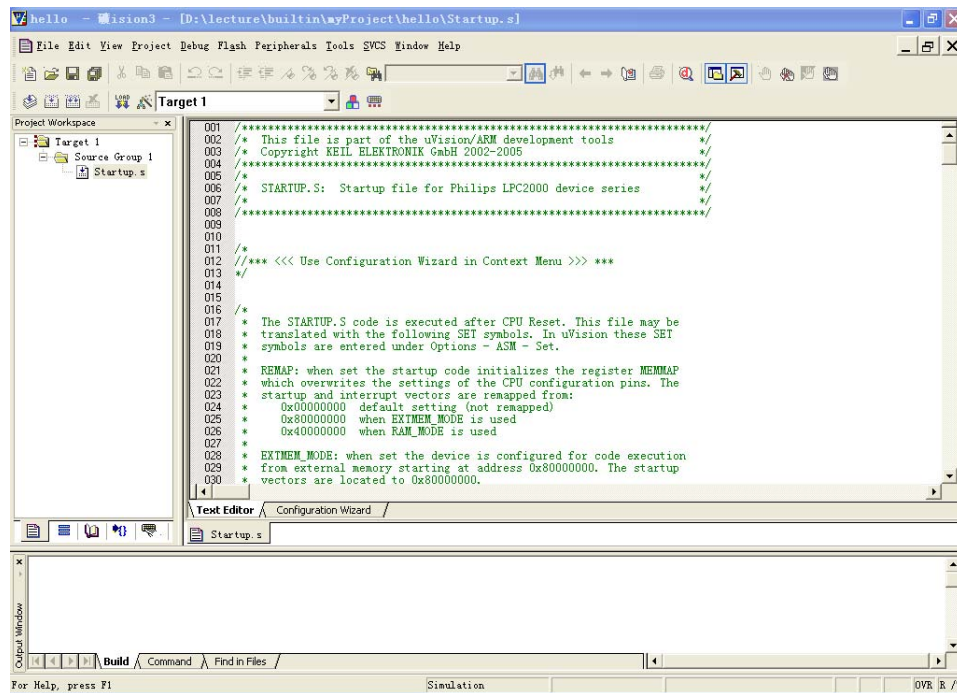 hello - 礦ision3 - [D:\lecture\builtin\myProject\hello\Startup.s]
File Edit View Project Debug Flash Peripherals Tools SVCS Window Help
Target 1
Project Workspace
Target 1
Source Group 1
Startup.s
001 /*************************************************************************/
002 /* This file is part of the uVision/ARM development tools */
003 /* Copyright KEIL ELEKTRONIK GmbH 2002-2005 */
004 /*************************************************************************/
005 /* */
006 /* STARTUP.S: Startup file for Philips LPC2000 device series */
007 /* */
008 /*************************************************************************/
009
010
011 /*
012 //*** <<< Use Configuration Wizard in Context Menu >>> ***
013 */
014
015
016 /*
017 * The STARTUP.S code is executed after CPU Reset. This file may be
018 * translated with the following SET symbols. In uVision these SET
019 * symbols are entered under Options - ASM - Set.
020 *
021 * REMAP: when set the startup code initializes the register MEMMAP
022 * which overwrites the settings of the CPU configuration pins. The
023 * startup and interrupt vectors are remapped from:
024 * 0x00000000 default setting (not remapped)
025 * 0x80000000 when EXTMEM_MODE is used
026 * 0x40000000 when RAM_MODE is used
027 *
028 * EXTMEM_MODE: when set the device is configured for code execution
029 * from external memory starting at address 0x80000000. The startup
030 * vectors are located to 0x80000000.
Text Editor Configuration Wizard
Startup.s
Output Window
Build Command Find in Files
For Help, press F1 Simulation OVR R /